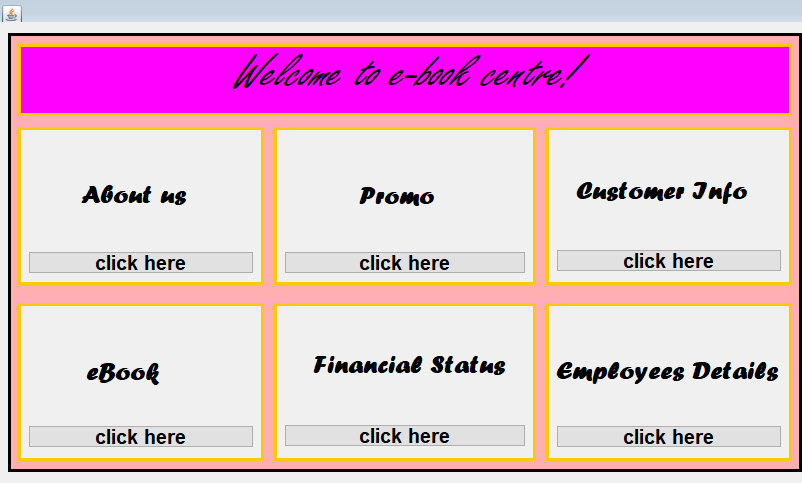 Welcome to e-book centre!
About us
Promo
Customer Info
click here
click here
click here
eBook
Financial Status
Employees Details
click here
click here
click here